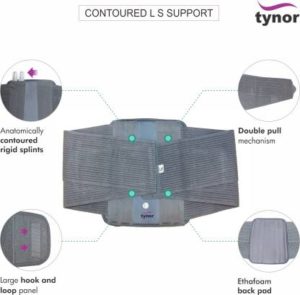 CONTOURED L S SUPPORT
tynor
Anatomically
contoured
rigid splints
Double pull
mechanism
tynor
Large hook and
loop panel
Ethafoam
back pad